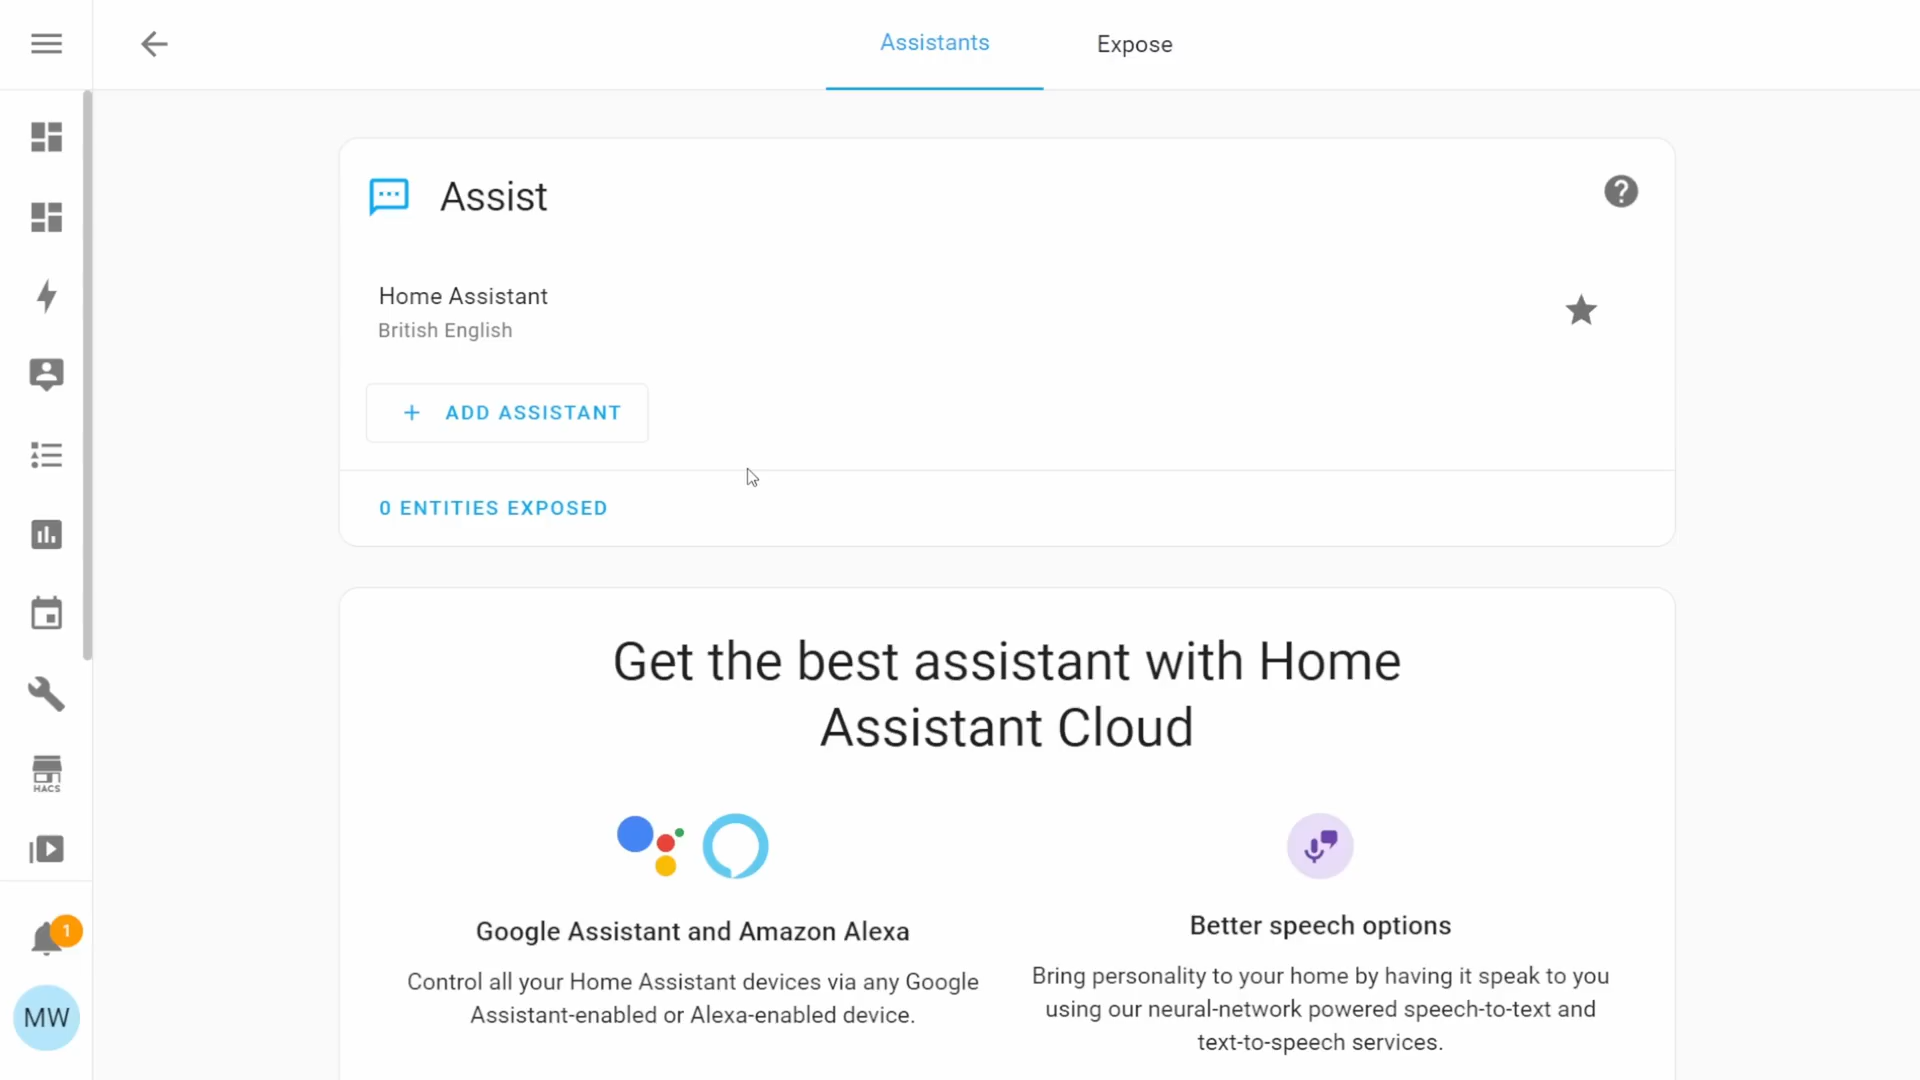 Assistants
Expose
Assist
Home Assistant
British English
+ ADD ASSISTANT
0 ENTITIES EXPOSED
Get the best assistant with Home
Assistant Cloud
Google Assistant and Amazon Alexa
Control all your Home Assistant devices via any Google
Assistant-enabled or Alexa-enabled device.
Better speech options
Bring personality to your home by having it speak to you
using our neural-network powered speech-to-text and
text-to-speech services.
HACS
1
MW